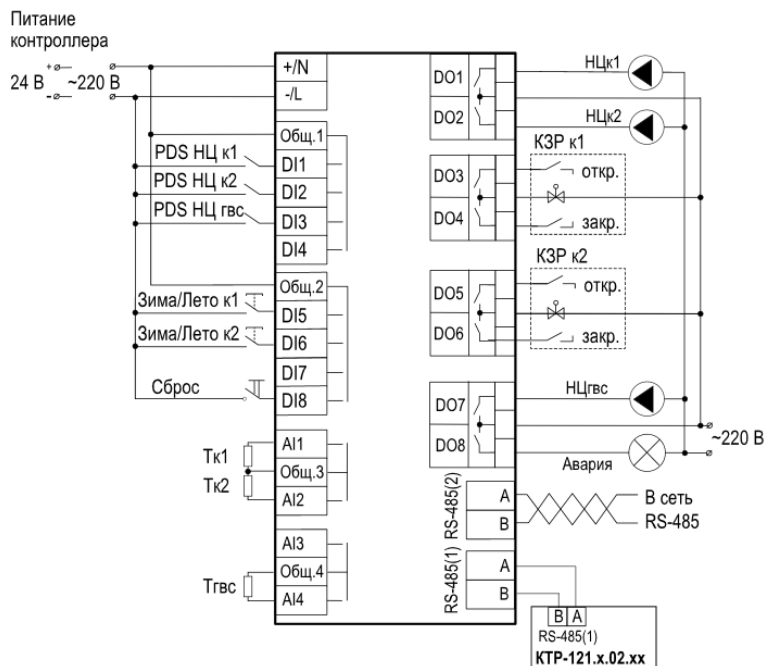 Питание
контроллера
24 В
~220 В
+/N
-/L
Общ.1
PDS НЦ к1
DI1
PDS НЦ к2
DI2
PDS НЦ гвс
DI3
DI4
Общ.2
Зима/Лето к1
DI5
Зима/Лето к2
DI6
DI7
Сброс
DI8
Тк1
AI1
Общ.3
Тк2
AI2
AI3
Общ.4
Тгвс
AI4
DO1
НЦк1
DO2
НЦк2
КЗР к1
DO3
откр.
DO4
закр.
КЗР к2
DO5
откр.
DO6
закр.
DO7
НЦгвс
DO8
Авария
~220 В
RS-485(2)
A
B
В сеть
RS-485
RS-485(1)
A
B
B A
RS-485(1)
КТР-121.х.02.хх